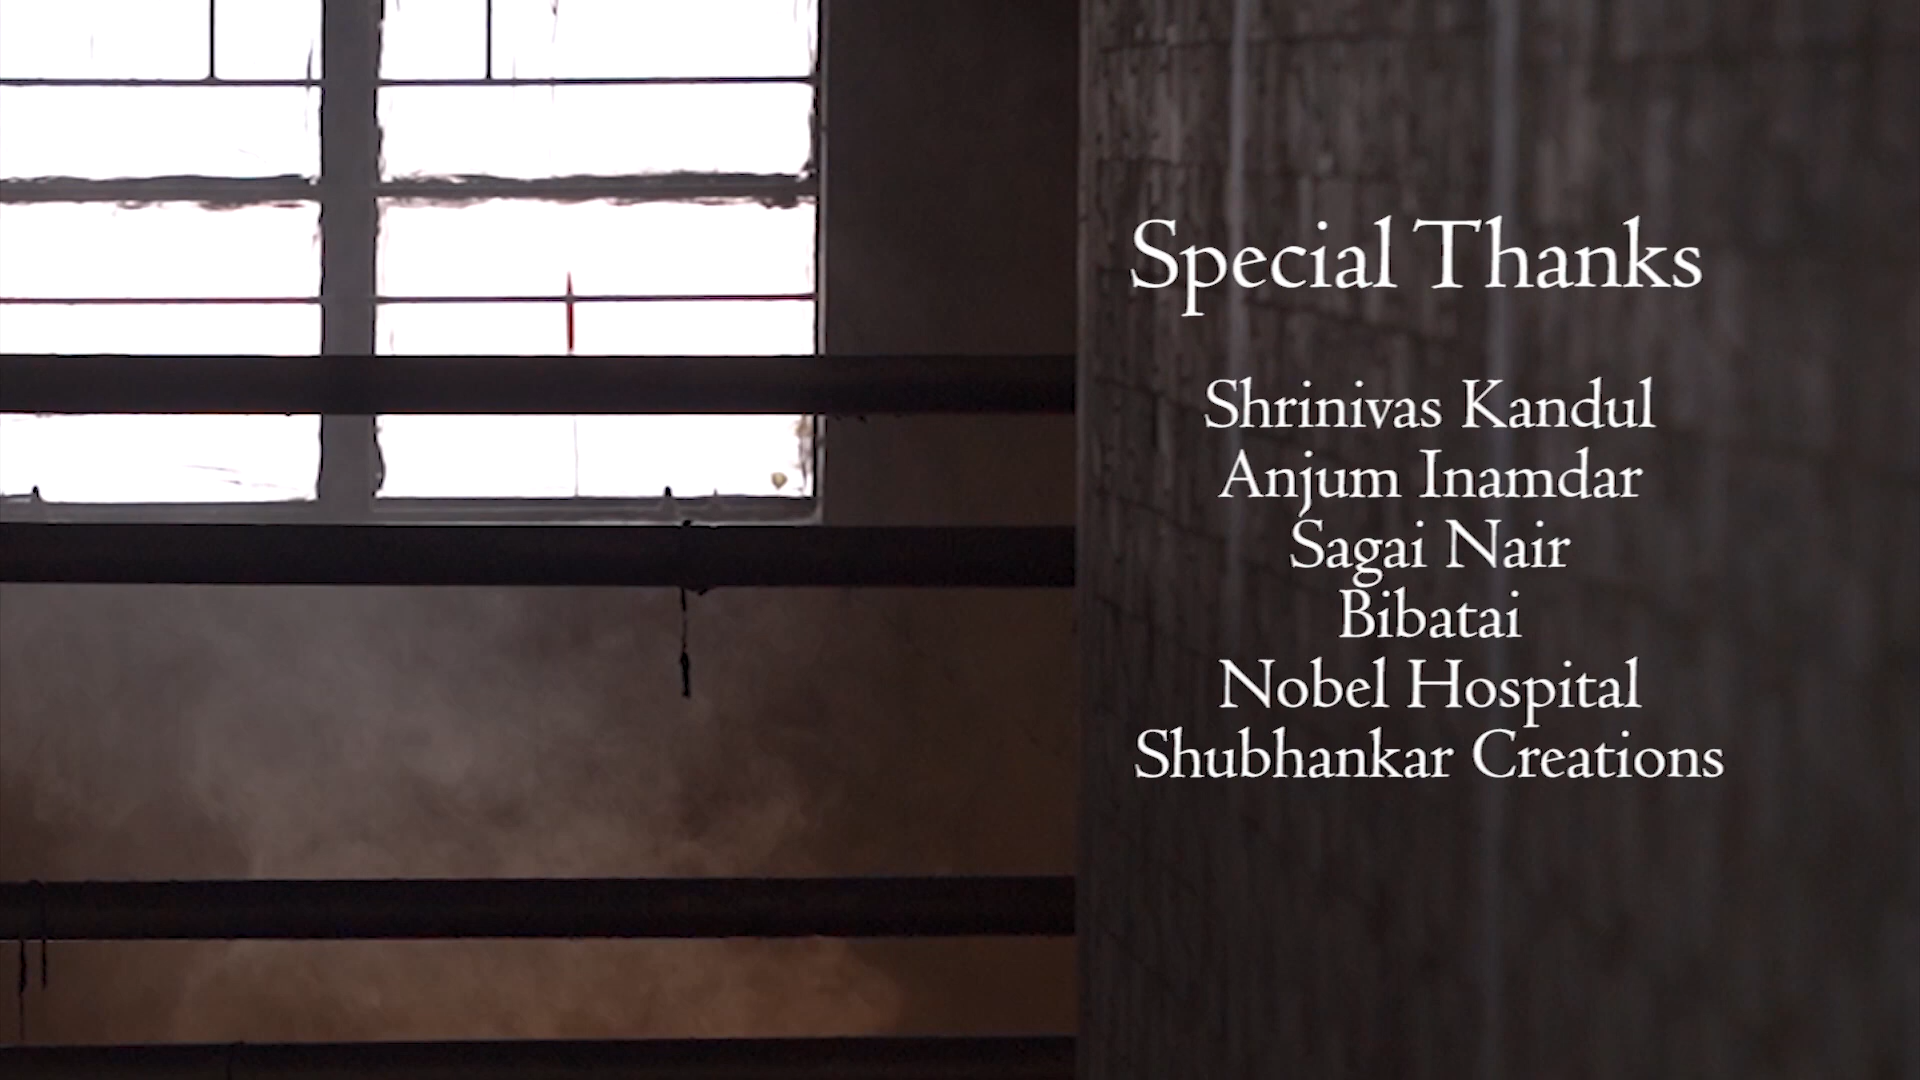 Special Thanks
Shrinivas Kandul
Anjum Inamdar
Sagai Nair
Bibatai
Nobel Hospital
Shubhankar Creations